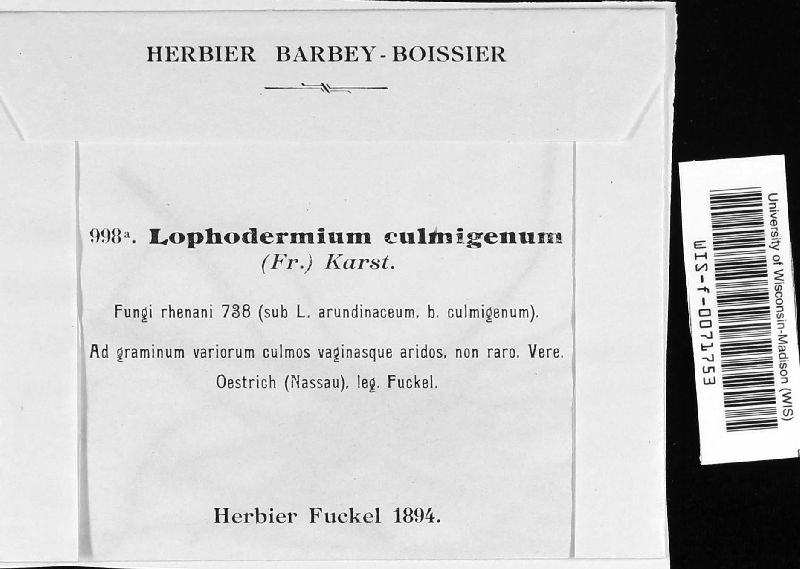 HERBIER BARBEY-BOISSIER
998ª. Lophodermium culmigenum
(Fr.) Karst.
Fungi rhenani 738 (sub L. arundinaceum, b. culmigenum).
Ad graminum variorum culmos vaginasque aridos, non raro. Vere.
Oestrich (Nassau), leg. Fuckel.
Herbier Fuckel 1894.
University of Wisconsin-Madison (WIS)
WIS-f-0071753